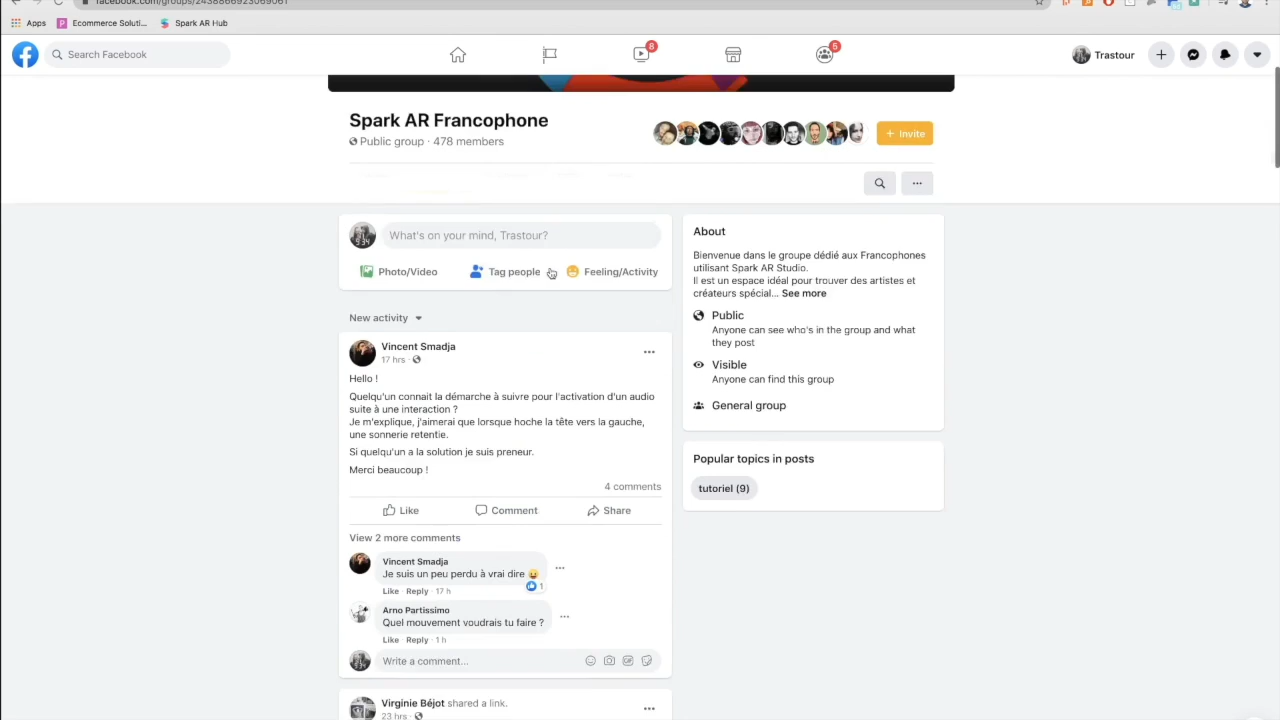 facebook.com/groups/2438866923069061
Apps
Ecommerce Soluti...
Spark AR Hub
Search Facebook
8
5
Trastour
Spark AR Francophone
Public group · 478 members
+ Invite
What's on your mind, Trastour?
Photo/Video
Tag people
Feeling/Activity
New activity
Vincent Smadja
17 hrs ·
Hello !
Quelqu'un connait la démarche à suivre pour l'activation d'un audio
suite à une interaction ?
Je m'explique, j'aimerai que lorsque hoche la tête vers la gauche,
une sonnerie retentie.
Si quelqu'un a la solution je suis preneur.
Merci beaucoup !
4 comments
Like
Comment
Share
View 2 more comments
Vincent Smadja
Je suis un peu perdu à vrai dire 😛
1
Like · Reply · 17 h
Arno Partissimo
Quel mouvement voudrais tu faire ?
Like · Reply · 1 h
Write a comment...
Virginie Béjot shared a link.
23 hrs ·
About
Bienvenue dans le groupe dédié aux Francophones
utilisant Spark AR Studio.
Il est un espace idéal pour trouver des artistes et
créateurs spécial... See more
Public
Anyone can see who's in the group and what
they post
Visible
Anyone can find this group
General group
Popular topics in posts
tutoriel (9)